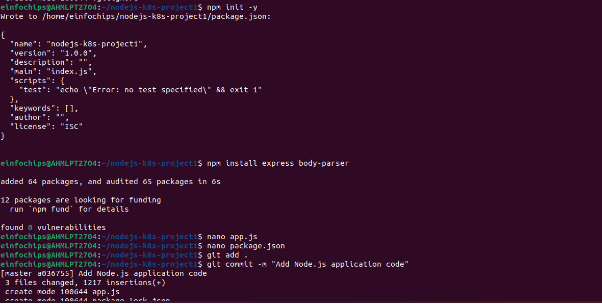 einfochips@AHMLPT2704:~/nodejs-k8s-project1$ npm init -y
Wrote to /home/einfochips/nodejs-k8s-project1/package.json:
{
  "name": "nodejs-k8s-project1",
  "version": "1.0.0",
  "description": "",
  "main": "index.js",
  "scripts": {
    "test": "echo \"Error: no test specified\" && exit 1"
  },
  "keywords": [],
  "author": "",
  "license": "ISC"
}
einfochips@AHMLPT2704:~/nodejs-k8s-project1$ npm install express body-parser
added 64 packages, and audited 65 packages in 6s
12 packages are looking for funding
  run `npm fund` for details
found 0 vulnerabilities
einfochips@AHMLPT2704:~/nodejs-k8s-project1$ nano app.js
einfochips@AHMLPT2704:~/nodejs-k8s-project1$ nano package.json
einfochips@AHMLPT2704:~/nodejs-k8s-project1$ git add .
einfochips@AHMLPT2704:~/nodejs-k8s-project1$ git commit -m "Add Node.js application code"
[master a036755] Add Node.js application code
 3 files changed, 1217 insertions(+)
 create mode 100644 app.js
 create mode 100644 package-lock.json